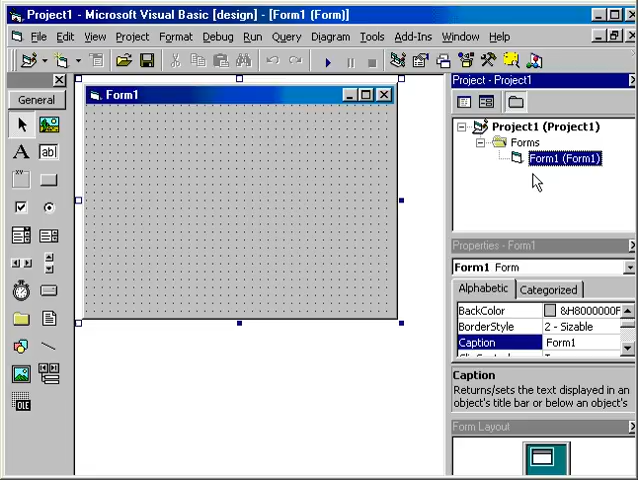 Project1 - Microsoft Visual Basic [design] - [Form1 (Form)]
File Edit View Project Format Debug Run Query Diagram Tools Add-Ins Window Help
Project - Project1
General
Form1
A ab|
XY
OLE
Project1 (Project1)
Forms
Form1 (Form1)
Properties - Form1
Form1 Form
Alphabetic Categorized
BackColor &H8000000F
BorderStyle 2 - Sizable
Caption Form1
Caption
Returns/sets the text displayed in an
object's title bar or below an object's
Form Layout